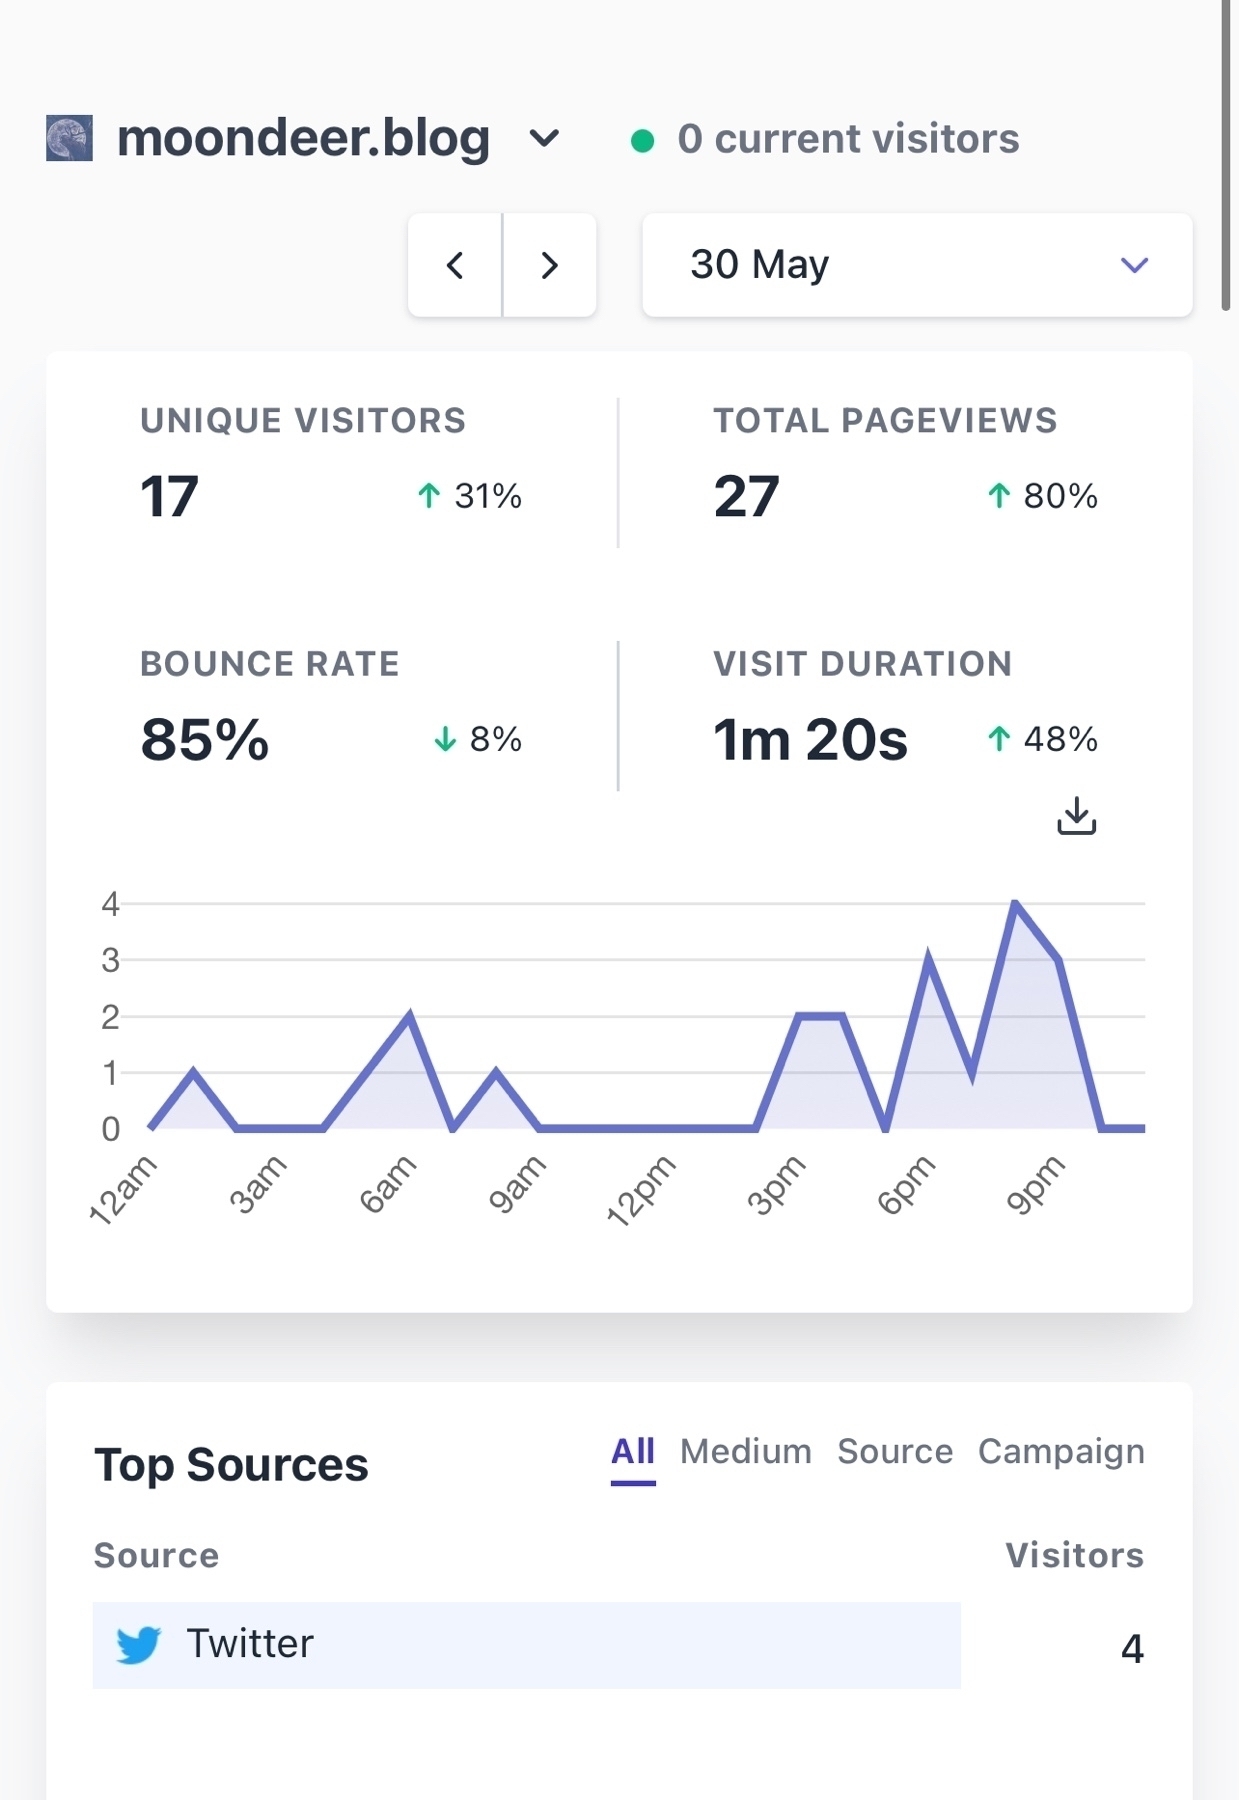 moondeer.blog
0 current visitors
30 May
UNIQUE VISITORS
17
31%
TOTAL PAGEVIEWS
27
80%
BOUNCE RATE
85%
8%
VISIT DURATION
1m 20s
48%
4
3
2
1
0
12am 3am 6am 9am 12pm 3pm 6pm 9pm
Top Sources
All Medium Source Campaign
Source Visitors
Twitter 4